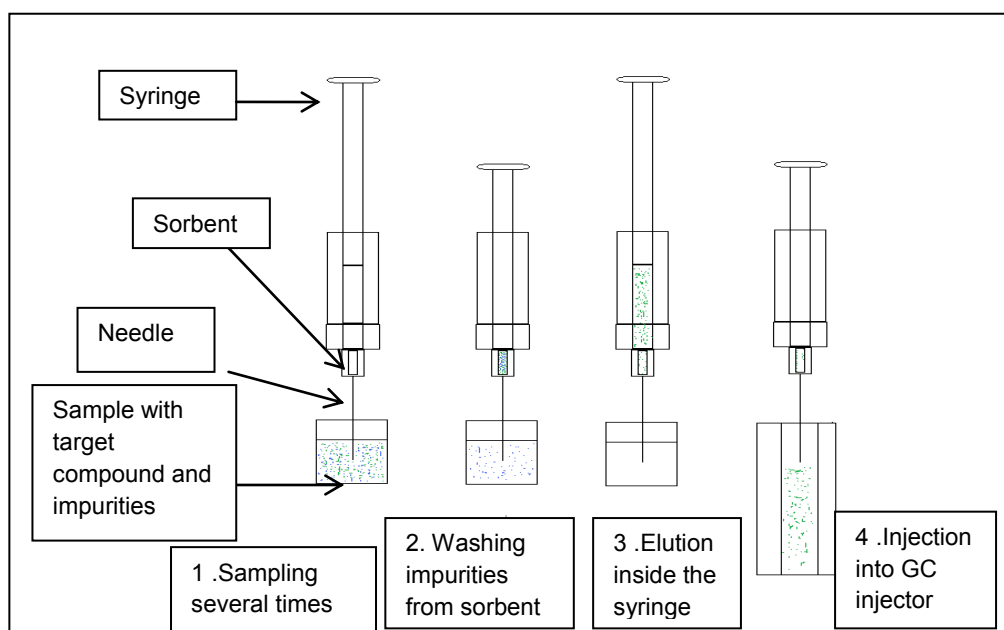 Syringe
Sorbent
Needle
Sample with
target
compound and
impurities
1 .Sampling
several times
2. Washing
impurities
from sorbent
3 .Elution
inside the
syringe
4 .Injection
into GC
injector